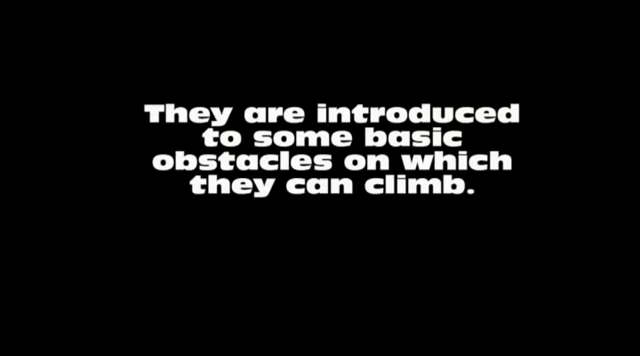 They are introduced
to some basic
obstacles on which
they can climb.